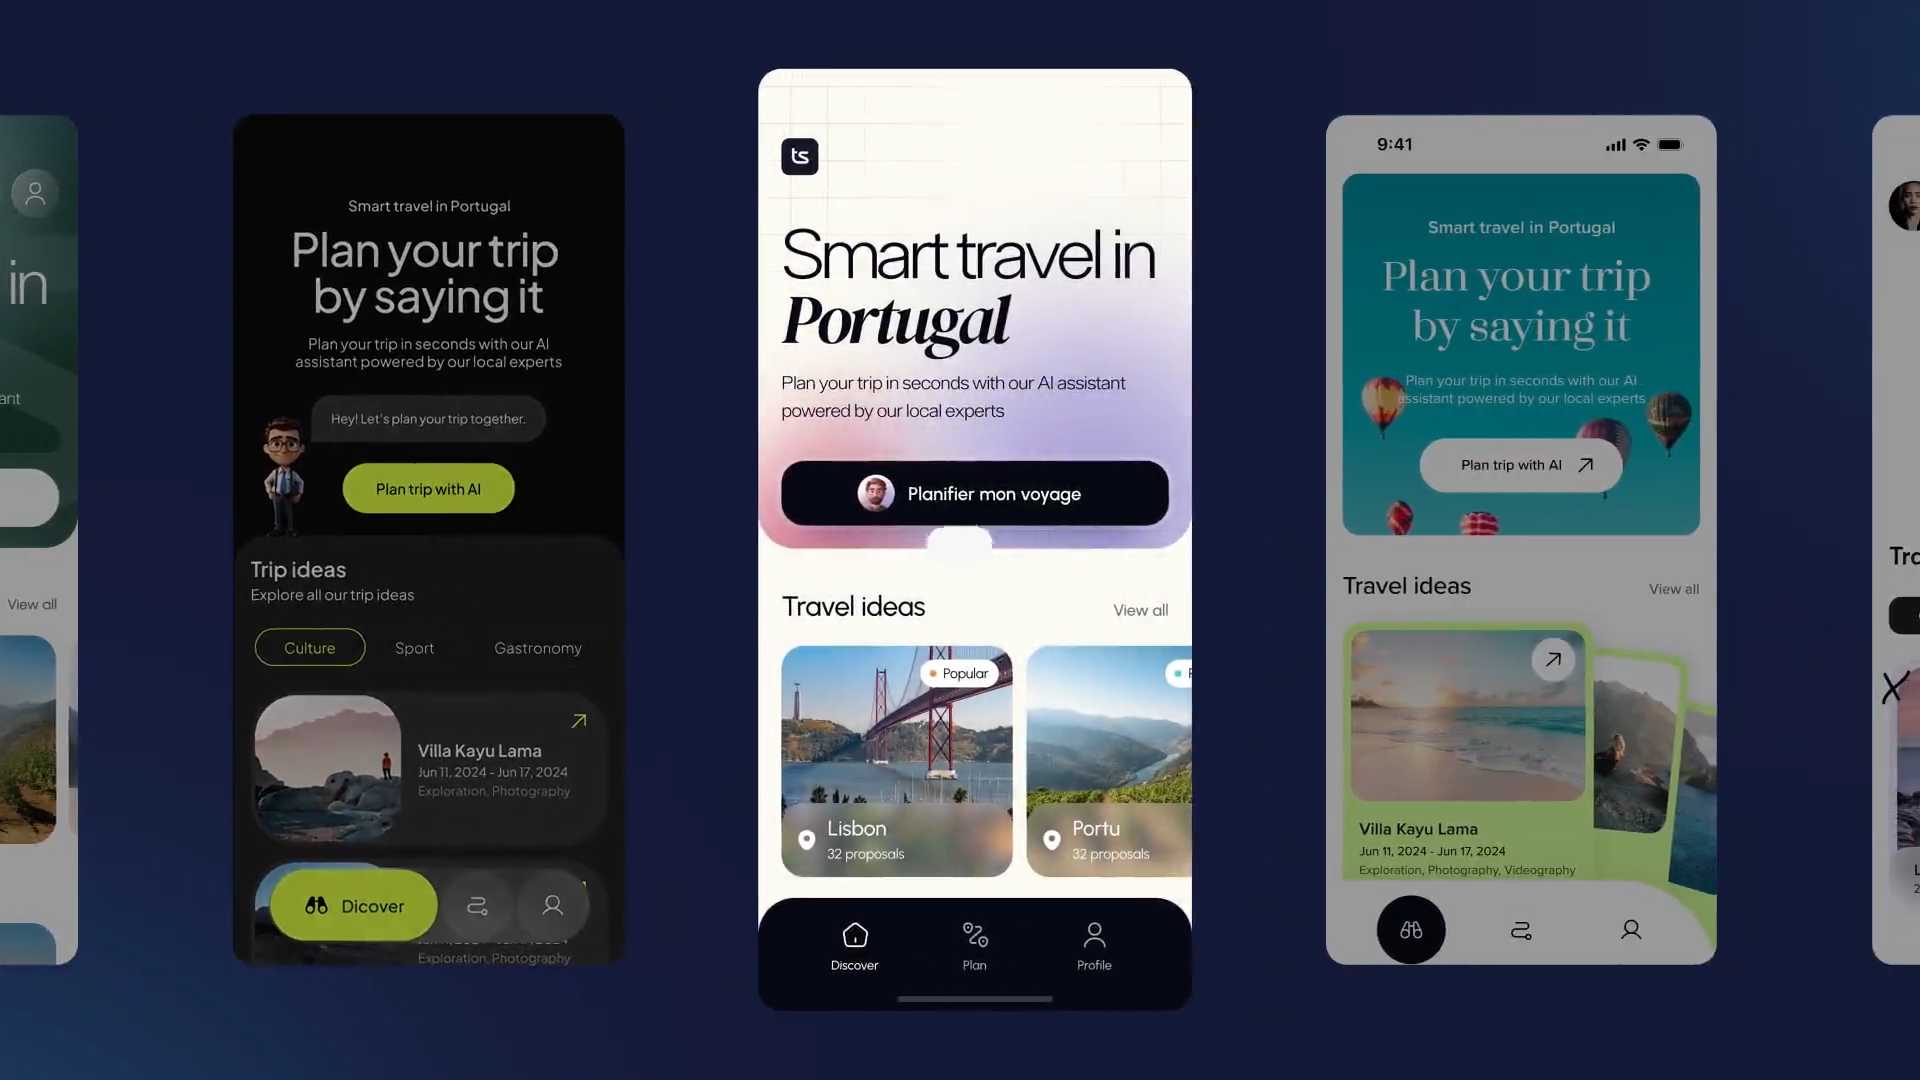 in
ant
View all
Smart travel in Portugal
Plan your trip
by saying it
Plan your trip in seconds with our AI
assistant powered by our local experts
Hey! Let's plan your trip together.
Plan trip with AI
Trip ideas
Explore all our trip ideas
Culture
Sport
Gastronomy
Villa Kayu Lama
Jun 11, 2024 - Jun 17, 2024
Exploration, Photography
Dicover
Exploration, Photography
ts
Smart travel in
Portugal
Plan your trip in seconds with our AI assistant
powered by our local experts
Planifier mon voyage
Travel ideas
View all
Popular
Lisbon
32 proposals
Portu
32 proposals
Discover
Plan
Profile
9:41
Smart travel in Portugal
Plan your trip
by saying it
Plan your trip in seconds with our AI
assistant powered by our local experts
Plan trip with AI
Travel ideas
View all
Villa Kayu Lama
Jun 11, 2024 - Jun 17, 2024
Exploration, Photography, Videography